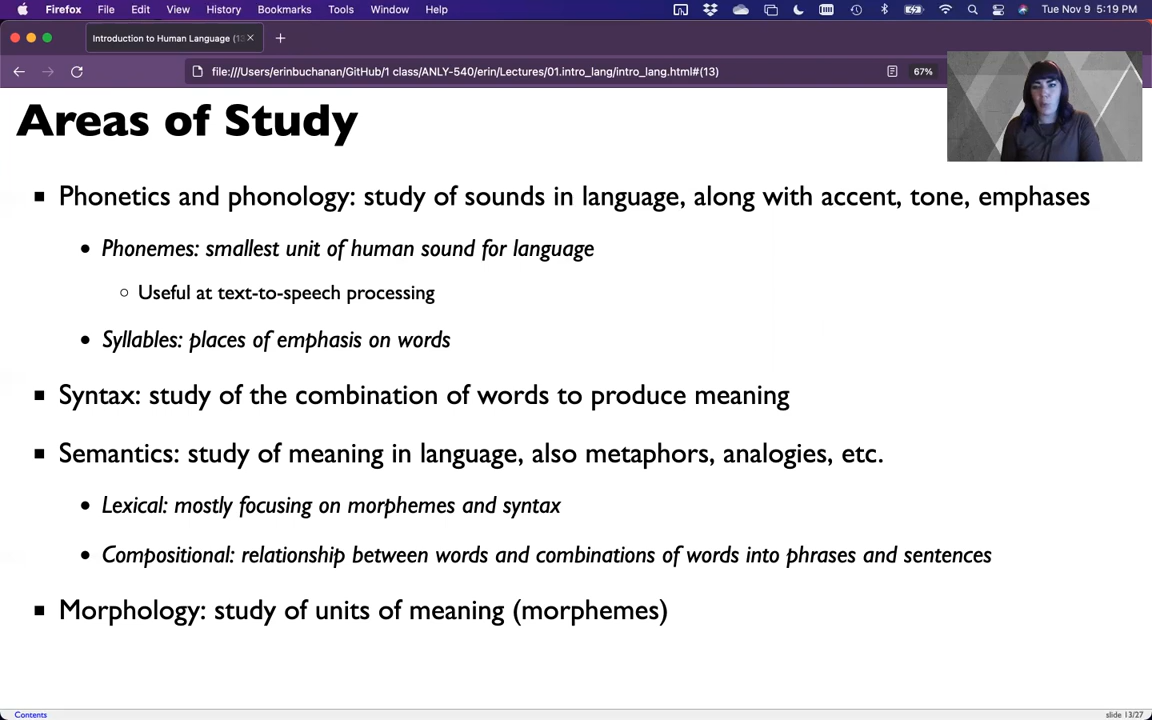 Firefox File Edit View History Bookmarks Tools Window Help Tue Nov 9 5:19 PM
Introduction to Human Language (1
file:///Users/erinbuchanan/GitHub/1 class/ANLY-540/erin/Lectures/01.intro_lang/intro_lang.html#(13) 67%
Areas of Study
Phonetics and phonology: study of sounds in language, along with accent, tone, emphases
Phonemes: smallest unit of human sound for language
Useful at text-to-speech processing
Syllables: places of emphasis on words
Syntax: study of the combination of words to produce meaning
Semantics: study of meaning in language, also metaphors, analogies, etc.
Lexical: mostly focusing on morphemes and syntax
Compositional: relationship between words and combinations of words into phrases and sentences
Morphology: study of units of meaning (morphemes)
Contents slide 13/27